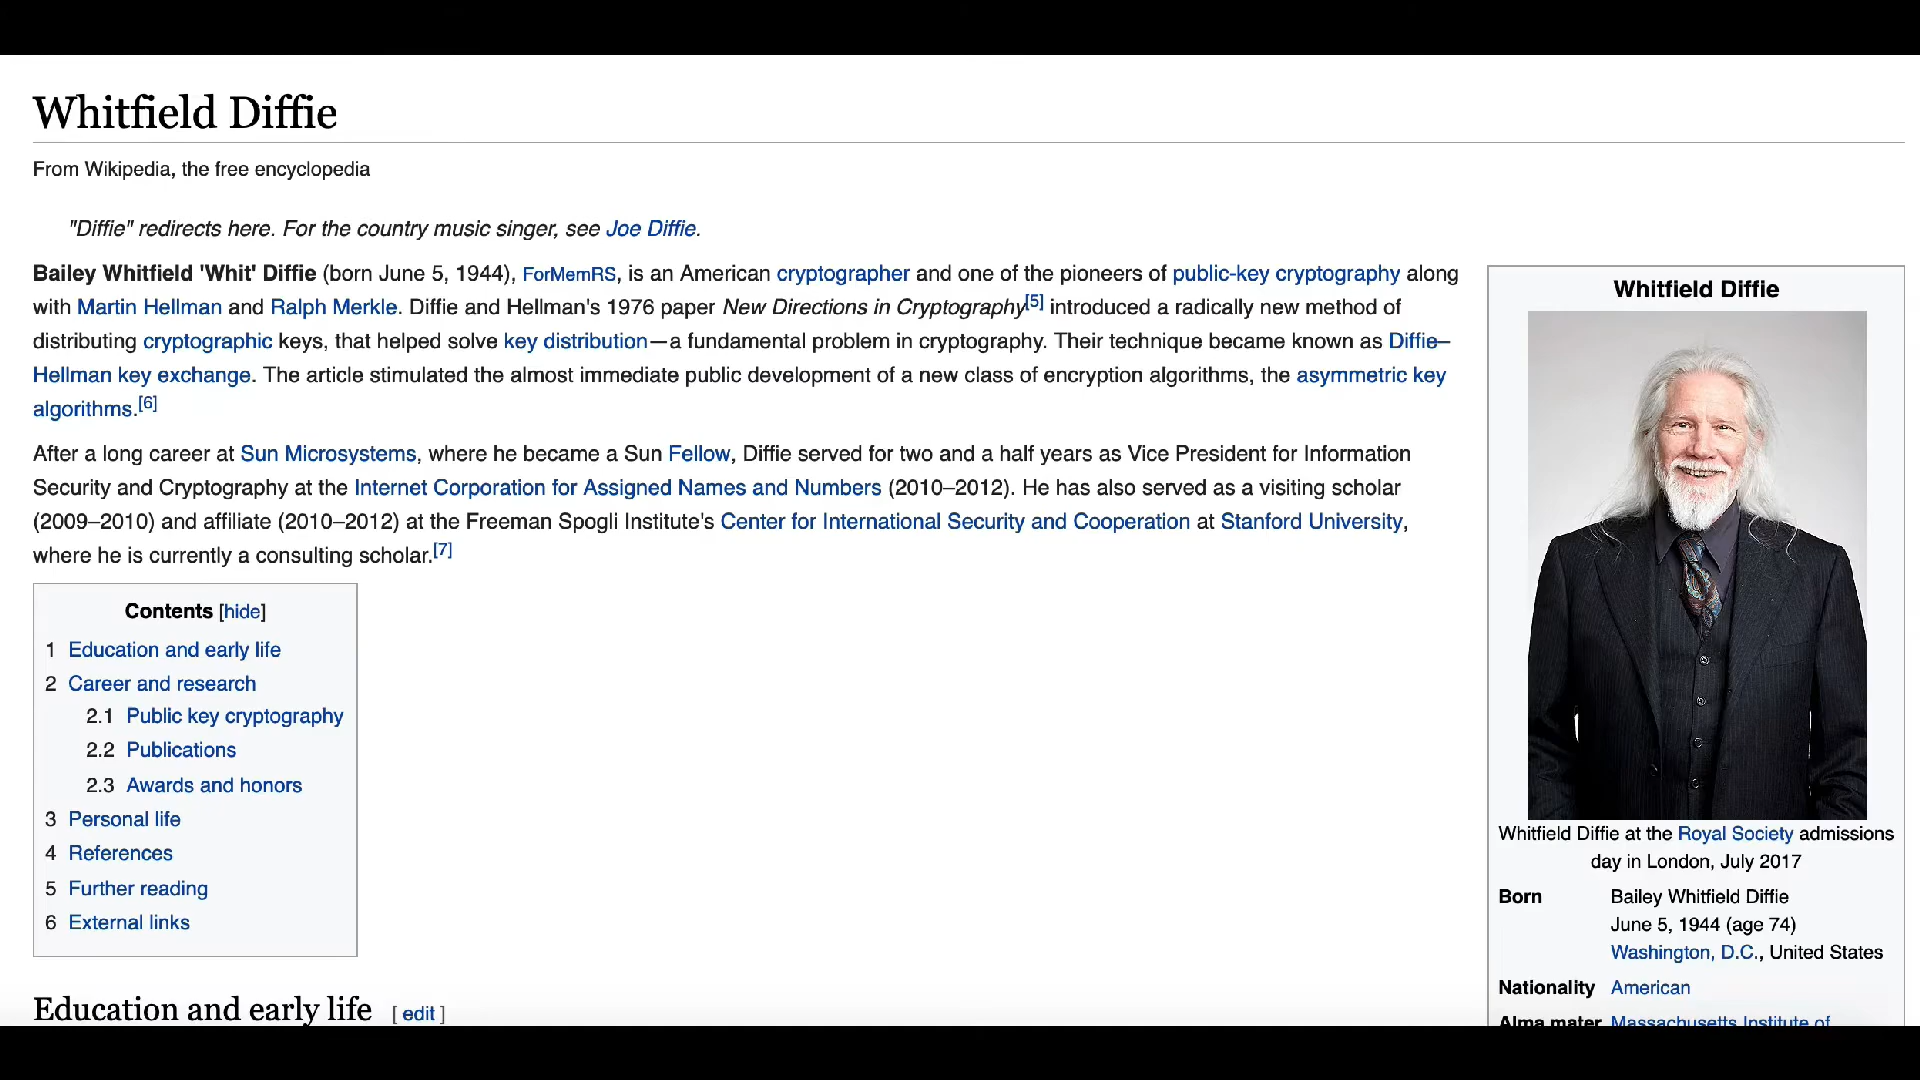 Whitfield Diffie
From Wikipedia, the free encyclopedia
"Diffie" redirects here. For the country music singer, see Joe Diffie.
Bailey Whitfield 'Whit' Diffie (born June 5, 1944), ForMemRS, is an American cryptographer and one of the pioneers of public-key cryptography along
with Martin Hellman and Ralph Merkle. Diffie and Hellman's 1976 paper New Directions in Cryptography[5] introduced a radically new method of
distributing cryptographic keys, that helped solve key distribution—a fundamental problem in cryptography. Their technique became known as Diffie–
Hellman key exchange. The article stimulated the almost immediate public development of a new class of encryption algorithms, the asymmetric key
algorithms.[6]
After a long career at Sun Microsystems, where he became a Sun Fellow, Diffie served for two and a half years as Vice President for Information
Security and Cryptography at the Internet Corporation for Assigned Names and Numbers (2010–2012). He has also served as a visiting scholar
(2009–2010) and affiliate (2010–2012) at the Freeman Spogli Institute's Center for International Security and Cooperation at Stanford University,
where he is currently a consulting scholar.[7]
Contents [hide]
1 Education and early life
2 Career and research
2.1 Public key cryptography
2.2 Publications
2.3 Awards and honors
3 Personal life
4 References
5 Further reading
6 External links
Education and early life [ edit ]
Whitfield Diffie
Whitfield Diffie at the Royal Society admissions
day in London, July 2017
Born Bailey Whitfield Diffie
June 5, 1944 (age 74)
Washington, D.C., United States
Nationality American
Alma mater Massachusetts Institute of